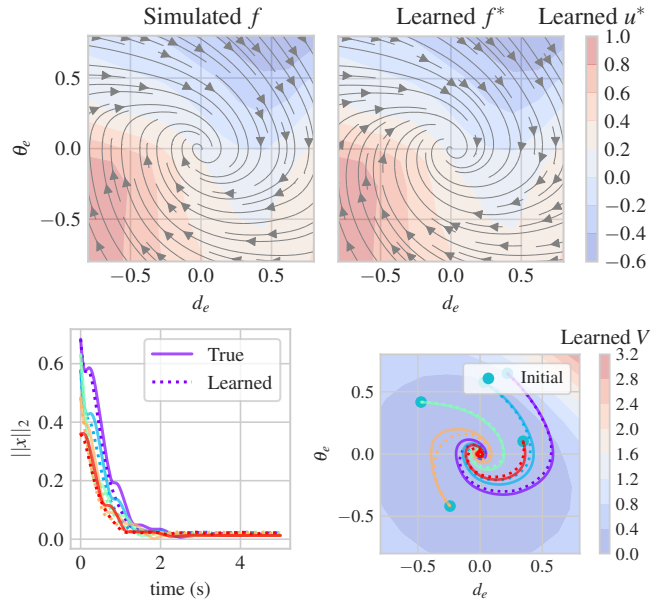 Simulated f
Learned f*
Learned u*
0.5
0.0
−0.5
θₑ
−0.5
0.0
0.5
dₑ
−0.5
0.0
0.5
dₑ
1.0
0.8
0.6
0.4
0.2
0.0
−0.2
−0.4
−0.6
0.6
0.4
0.2
0.0
||x||₂
True
Learned
0
2
4
time (s)
Learned V
Initial
0.5
0.0
−0.5
θₑ
−0.5
0.0
0.5
dₑ
3.2
2.8
2.4
2.0
1.6
1.2
0.8
0.4
0.0